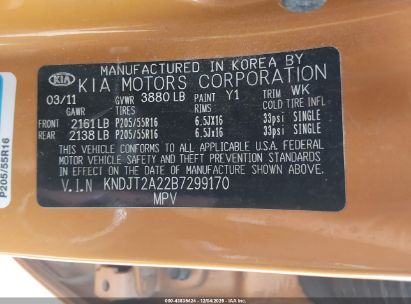 MANUFACTURED IN KOREA BY
KIA KIA MOTORS CORPORATION
03/11 GVWR 3880 LB PAINT Y1 TRIM WK
GAWR TIRES RIMS COLD TIRE INFL
FRONT 2161 LB P205/55R16 6.5JX16 33psi SINGLE
REAR 2138 LB P205/55R16 6.5Jx16 33psi SINGLE
THIS VEHICLE CONFORMS TO ALL APPLICABLE U.S.A. FEDERAL
MOTOR VEHICLE SAFETY, BUMPER, AND THEFT PREVENTION STANDARDS
IN EFFECT ON THE DATE OF MANUFACTURE SHOWN ABOVE.
V.I.N KNDJT2A22B7299170
MPV
P205/55R16